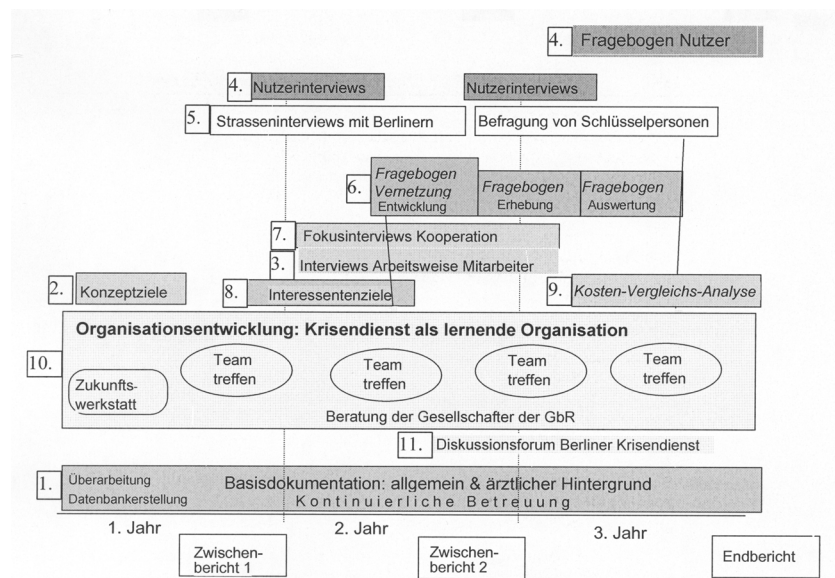 4. Fragebogen Nutzer
4. Nutzerinterviews
Nutzerinterviews
5. Strasseninterviews mit Berlinern
Befragung von Schlüsselpersonen
6. Fragebogen
Vernetzung
Entwicklung
Fragebogen
Erhebung
Fragebogen
Auswertung
7. Fokusinterviews Kooperation
3. Interviews Arbeitsweise Mitarbeiter
2. Konzeptziele
8. Interessentenziele
9. Kosten-Vergleichs-Analyse
10. Organisationsentwicklung: Krisendienst als lernende Organisation
Zukunfts-
werkstatt
Team
treffen
Team
treffen
Team
treffen
Team
treffen
Beratung der Gesellschafter der GbR
11. Diskussionsforum Berliner Krisendienst
1. Überarbeitung
Datenbankerstellung
Basisdokumentation: allgemein & ärztlicher Hintergrund
Kontinuierliche Betreuung
1. Jahr
2. Jahr
3. Jahr
Zwischen-
bericht 1
Zwischen-
bericht 2
Endbericht